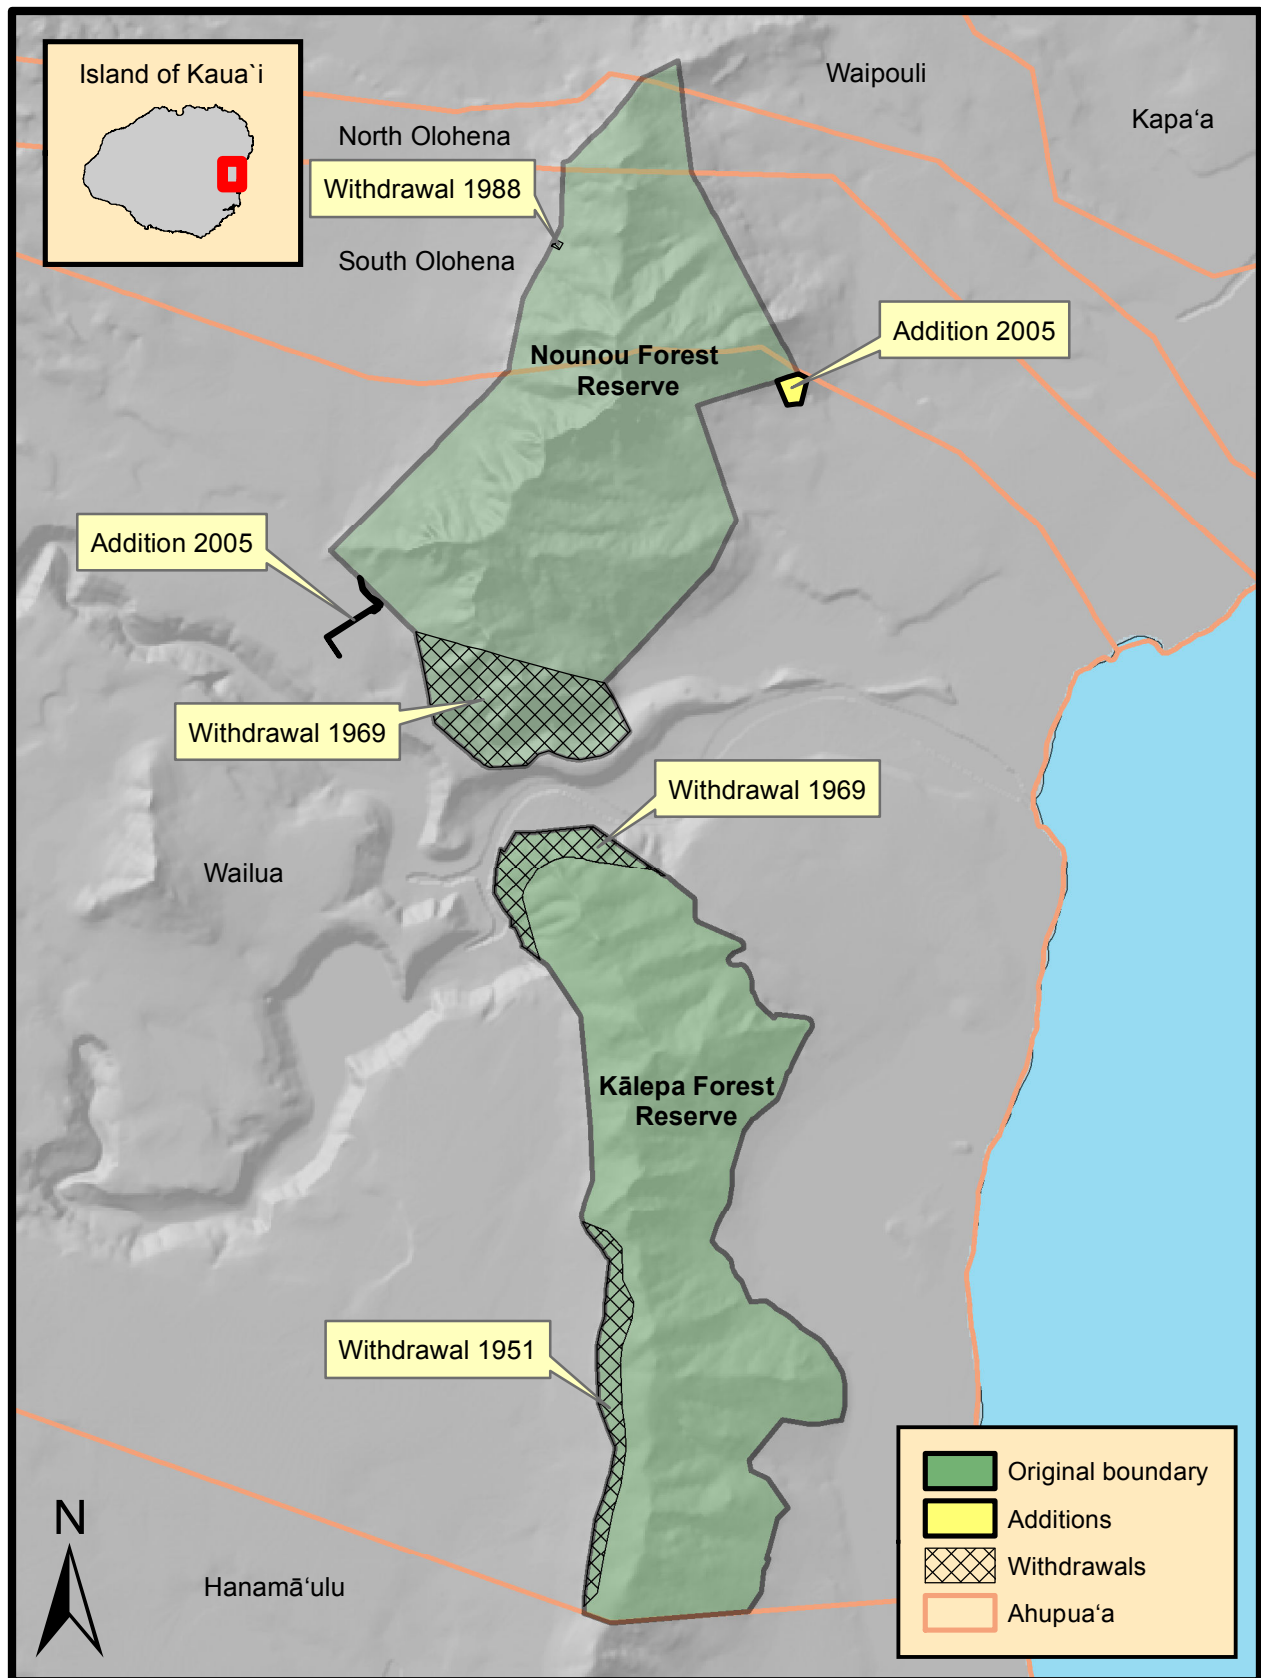 Island of Kaua`i
Waipouli
Kapa‘a
North Olohena
Withdrawal 1988
South Olohena
Addition 2005
Nounou Forest
Reserve
Addition 2005
Withdrawal 1969
Withdrawal 1969
Wailua
Kālepa Forest
Reserve
Withdrawal 1951
Original boundary
Additions
Withdrawals
Ahupua‘a
N
Hanamā‘ulu